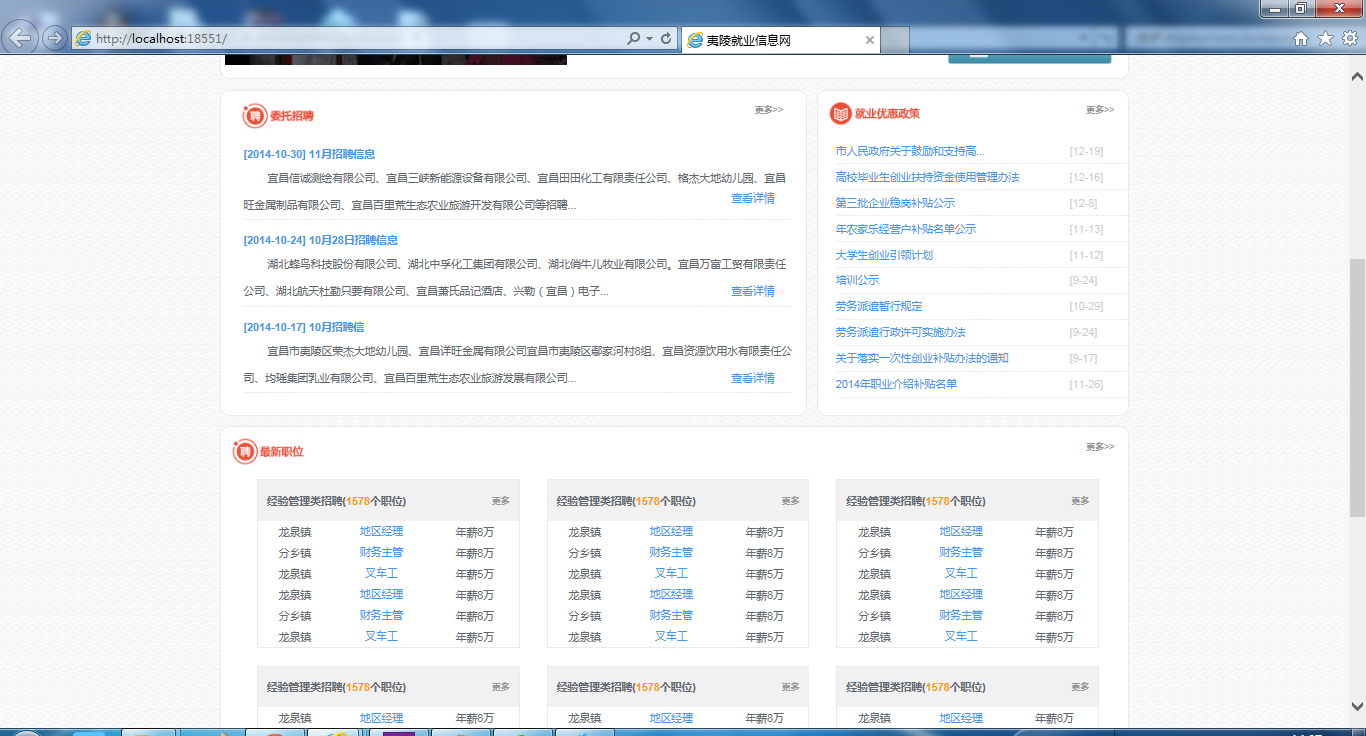 http://localhost:18551/
夷陵就业信息网
委托招聘
更多>>
[2014-10-30] 11月招聘信息
宜昌信诚测绘有限公司、宜昌三峡新能源设备有限公司、宜昌田田化工有限责任公司、格杰大地幼儿园、宜昌
旺金属制品有限公司、宜昌百里荒生态农业旅游开发有限公司等招聘...
查看详情
[2014-10-24] 10月28日招聘信息
湖北蜂鸟科技股份有限公司、湖北中孚化工集团有限公司、湖北俏牛儿牧业有限公司。宜昌万富工贸有限责任
公司、湖北航天杜勒只要有限公司、宜昌萧氏品记酒店、兴勒（宜昌）电子...
查看详情
[2014-10-17] 10月招聘信
宜昌市夷陵区荣杰大地幼儿园、宜昌详旺金属有限公司宜昌市夷陵区鄢家河村8组、宜昌资源饮用水有限责任公
司、均瑶集团乳业有限公司、宜昌百里荒生态农业旅游发展有限公司...
查看详情
就业优惠政策
更多>>
市人民政府关于鼓励和支持高... [12-19]
高校毕业生创业扶持资金使用管理办法 [12-16]
第三批企业稳岗补贴公示 [12-8]
年农家乐经营户补贴名单公示 [11-13]
大学生创业引领计划 [11-12]
培训公示 [9-24]
劳务派遣暂行规定 [10-29]
劳务派遣行政许可实施办法 [9-24]
关于落实一次性创业补贴办法的通知 [9-17]
2014年职业介绍补贴名单 [11-26]
最新职位
更多>>
经验管理类招聘(1578个职位) 更多
龙泉镇 地区经理 年薪8万
分乡镇 财务主管 年薪8万
龙泉镇 叉车工 年薪5万
龙泉镇 地区经理 年薪8万
分乡镇 财务主管 年薪8万
龙泉镇 叉车工 年薪5万
经验管理类招聘(1578个职位) 更多
龙泉镇 地区经理 年薪8万
分乡镇 财务主管 年薪8万
龙泉镇 叉车工 年薪5万
龙泉镇 地区经理 年薪8万
分乡镇 财务主管 年薪8万
龙泉镇 叉车工 年薪5万
经验管理类招聘(1578个职位) 更多
龙泉镇 地区经理 年薪8万
分乡镇 财务主管 年薪8万
龙泉镇 叉车工 年薪5万
龙泉镇 地区经理 年薪8万
分乡镇 财务主管 年薪8万
龙泉镇 叉车工 年薪5万
经验管理类招聘(1578个职位) 更多
龙泉镇 地区经理 年薪8万
经验管理类招聘(1578个职位) 更多
龙泉镇 地区经理 年薪8万
经验管理类招聘(1578个职位) 更多
龙泉镇 地区经理 年薪8万